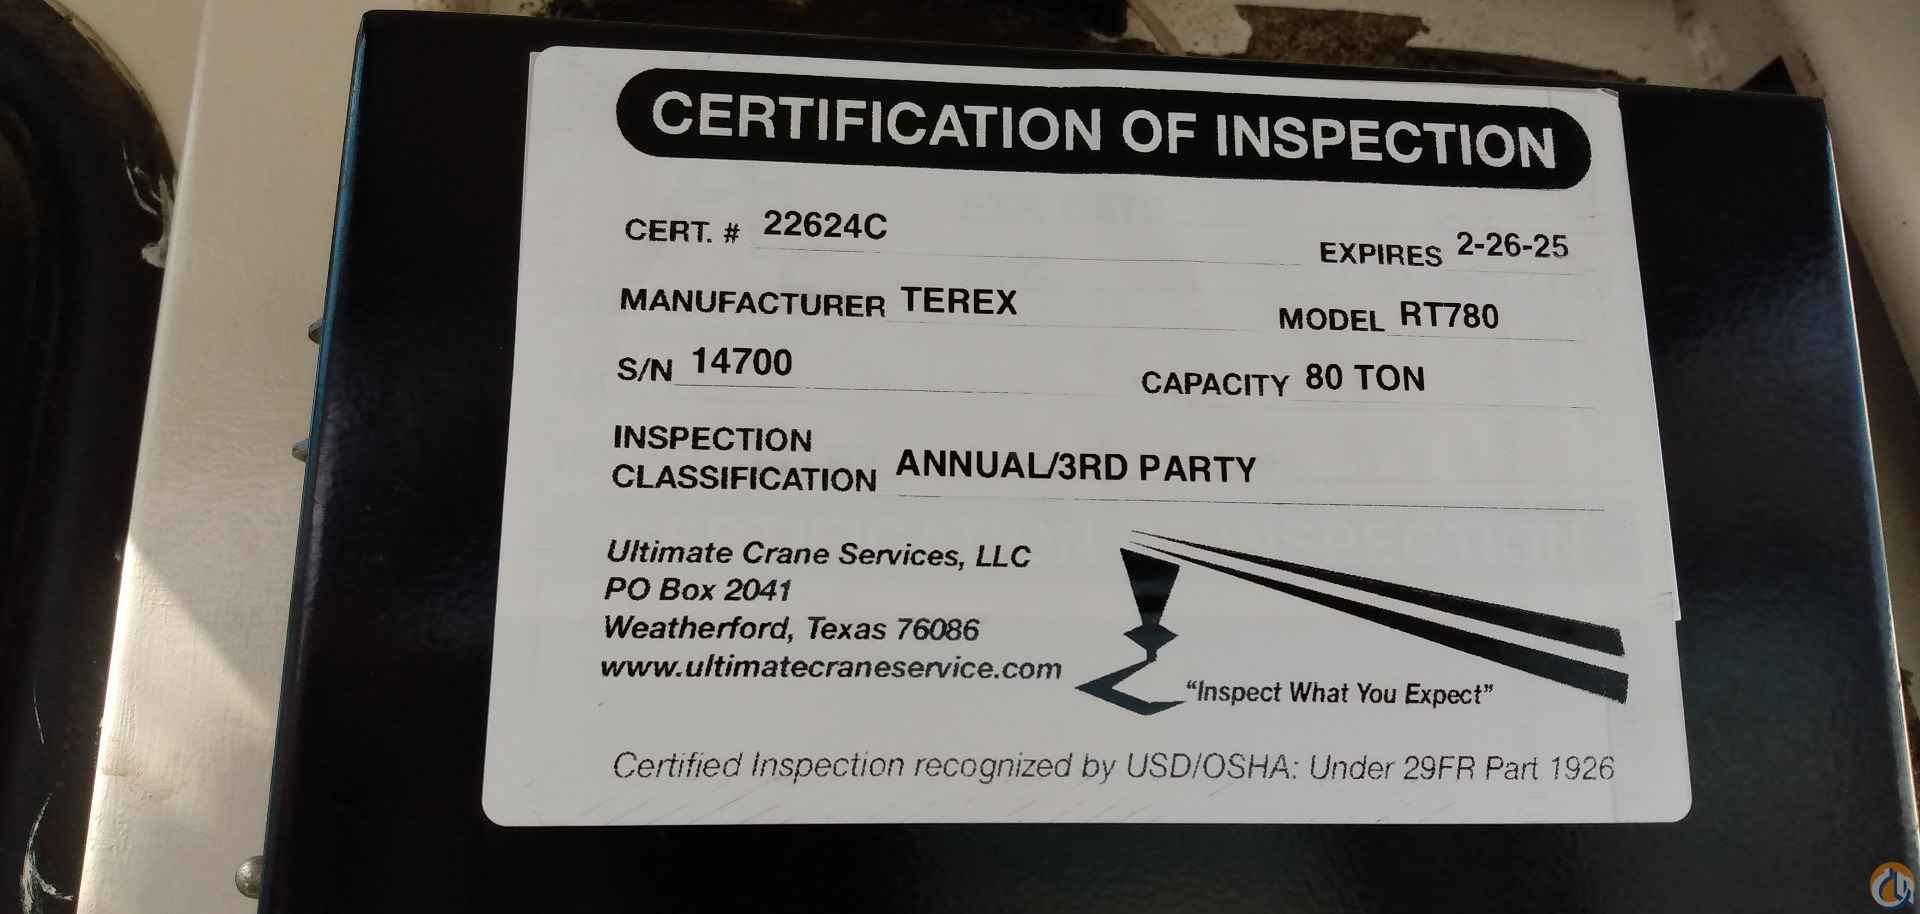 CERTIFICATION OF INSPECTION
CERT. # 22624C EXPIRES 2-26-25
MANUFACTURER TEREX MODEL RT780
S/N 14700 CAPACITY 80 TON
INSPECTION
CLASSIFICATION ANNUAL/3RD PARTY
Ultimate Crane Services, LLC
PO Box 2041
Weatherford, Texas 76086
www.ultimatecraneservice.com
“Inspect What You Expect”
Certified Inspection recognized by USD/OSHA: Under 29FR Part 1926